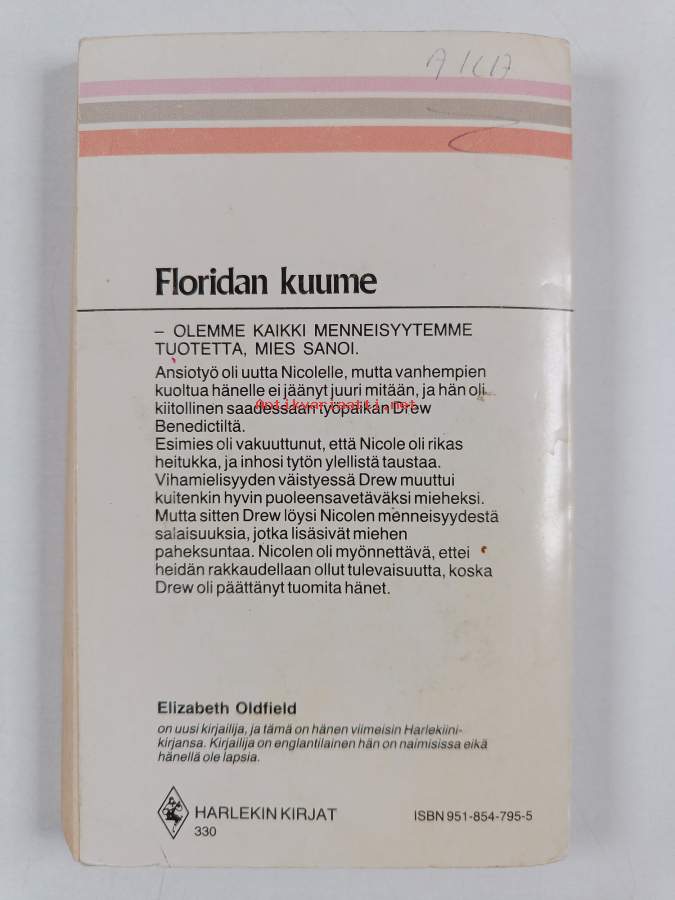 AKA
Floridan kuume
– OLEMME KAIKKI MENNEISYYTEMME
TUOTETTA, MIES SANOI.
Ansiotyö oli uutta Nicolelle, mutta vanhempien
kuoltua hänelle ei jäänyt juuri mitään, ja hän oli
kiitollinen saadessaan työpaikan Drew
Antikvariaatti.net
Benedictiltä.
Esimies oli vakuuttunut, että Nicole oli rikas
heitukka, ja inhosi tytön ylellistä taustaa.
Vihamielisyyden väistyessä Drew muuttui
kuitenkin hyvin puoleensavetäväksi mieheksi.
Mutta sitten Drew löysi Nicolen menneisyydestä
salaisuuksia, jotka lisäsivät miehen
paheksuntaa. Nicolen oli myönnettävä, ettei
heidän rakkaudellaan ollut tulevaisuutta, koska
Drew oli päättänyt tuomita hänet.
Elizabeth Oldfield
on uusi kirjailija, ja tämä on hänen viimeisin Harlekiini-
kirjansa. Kirjailija on englantilainen hän on naimisissa eikä
hänellä ole lapsia.
HARLEKIN KIRJAT
330
ISBN 951-854-795-5